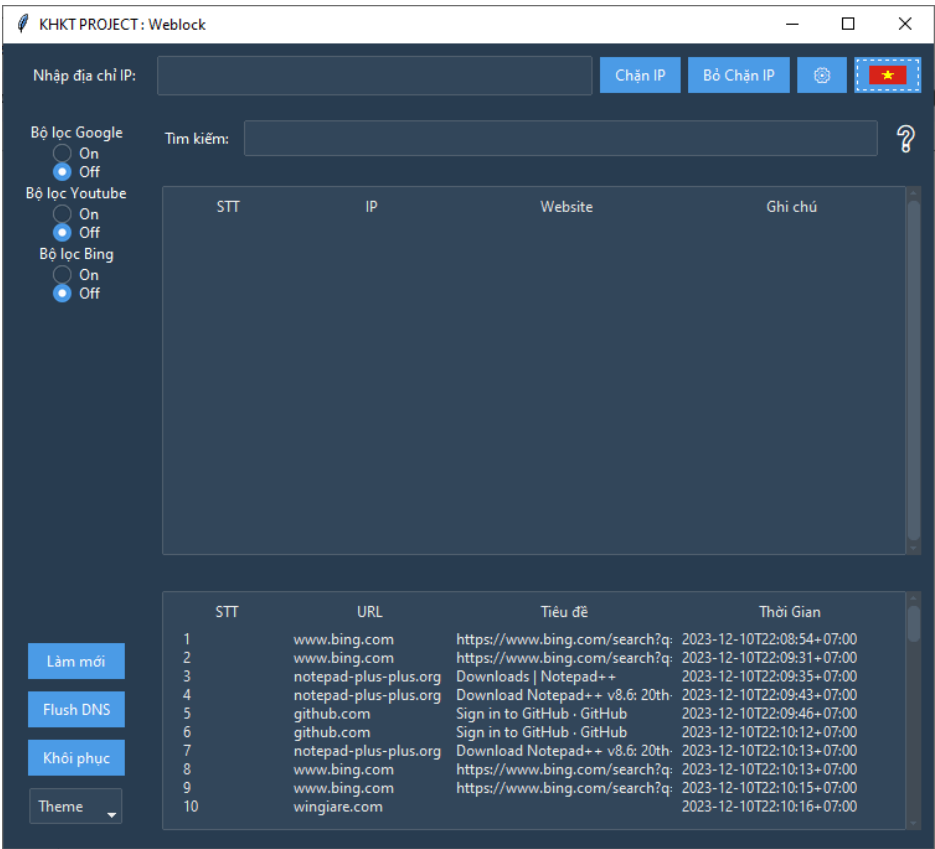 KHKT PROJECT : Weblock
Nhập địa chỉ IP: Chặn IP Bỏ Chặn IP
Bộ lọc Google
On
Off
Bộ lọc Youtube
On
Off
Bộ lọc Bing
On
Off
Tìm kiếm:
STT IP Website Ghi chú
STT URL Tiêu đề Thời Gian
1 www.bing.com https://www.bing.com/search?q: 2023-12-10T22:08:54+07:00
2 www.bing.com https://www.bing.com/search?q: 2023-12-10T22:09:31+07:00
3 notepad-plus-plus.org Downloads | Notepad++ 2023-12-10T22:09:35+07:00
4 notepad-plus-plus.org Download Notepad++ v8.6: 20th- 2023-12-10T22:09:43+07:00
5 github.com Sign in to GitHub · GitHub 2023-12-10T22:09:46+07:00
6 github.com Sign in to GitHub · GitHub 2023-12-10T22:10:12+07:00
7 notepad-plus-plus.org Download Notepad++ v8.6: 20th- 2023-12-10T22:10:13+07:00
8 www.bing.com https://www.bing.com/search?q: 2023-12-10T22:10:13+07:00
9 www.bing.com https://www.bing.com/search?q: 2023-12-10T22:10:15+07:00
10 wingiare.com 2023-12-10T22:10:16+07:00
Làm mới
Flush DNS
Khôi phục
Theme